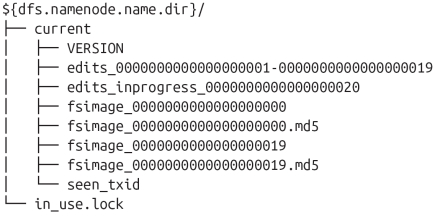 ${dfs.namenode.name.dir}/
├── current
│   ├── VERSION
│   ├── edits_0000000000000000001-0000000000000000019
│   ├── edits_inprogress_0000000000000000020
│   ├── fsimage_0000000000000000000
│   ├── fsimage_0000000000000000000.md5
│   ├── fsimage_0000000000000000019
│   ├── fsimage_0000000000000000019.md5
│   └── seen_txid
└── in_use.lock